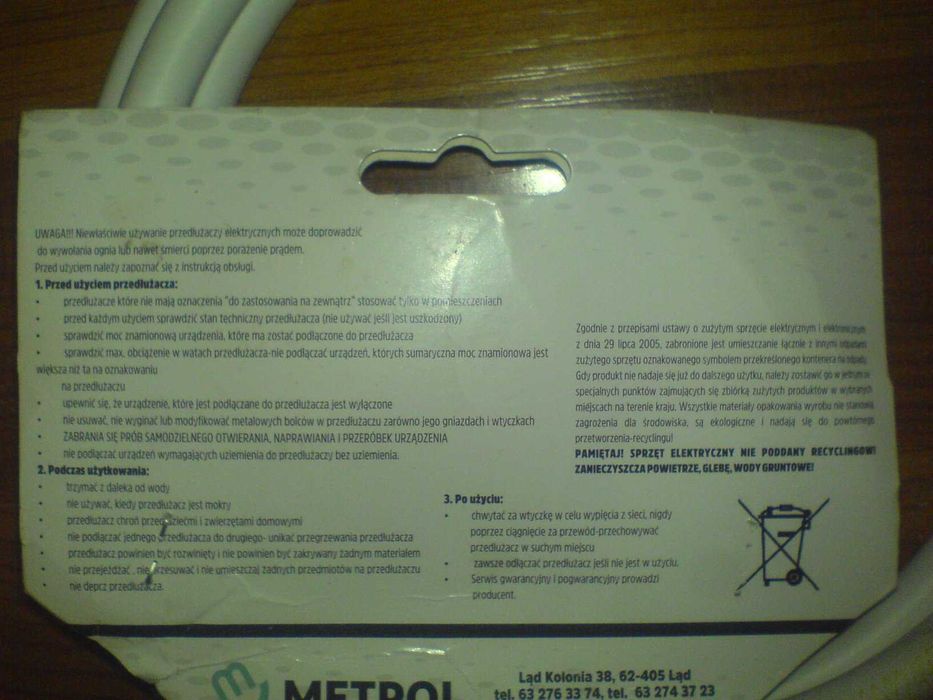 UWAGA!!! Niewłaściwie używanie przedłużaczy elektrycznych może doprowadzić
do wywołania ognia lub nawet śmierci poprzez porażenie prądem.
Przed użyciem należy zapoznać się z instrukcją obsługi.
1. Przed użyciem przedłużacza:
• przedłużacze które nie mają oznaczenia "do zastosowania na zewnątrz" stosować tylko w pomieszczeniach
• przed każdym użyciem sprawdzić stan techniczny przedłużacza (nie używać jeśli jest uszkodzony)
• sprawdzić moc znamionową urządzenia, które ma zostać podłączone do przedłużacza
• sprawdzić max. obciążenie w watach przedłużacza-nie podłączać urządzeń, których sumaryczna moc znamionowa jest
większa niż ta na oznakowaniu
na przedłużaczu
• upewnić się, że urządzenie, które jest podłączane do przedłużacza jest wyłączone
• nie usuwać, nie wyginać lub modyfikować metalowych bolców w przedłużaczu zarówno jego gniazdach i wtyczkach
• ZABRANIA SIĘ PRÓB SAMODZIELNEGO OTWIERANIA, NAPRAWIANIA I PRZERÓBEK URZĄDZENIA
• nie podłączać urządzeń wymagających uziemienia do przedłużaczy bez uziemienia.
2. Podczas użytkowania:
• trzymać z daleka od wody
• nie używać, kiedy przedłużacz jest mokry
• przedłużacz chroń przed dziećmi i zwierzętami domowymi
• nie podłączać jednego przedłużacza do drugiego- unikać przegrzewania przedłużacza
• przedłużacz powinien być rozwinięty i nie powinien być zakrywany żadnym materiałem
• nie przejeżdżać , nie przesuwać i nie umieszczaj żadnych przedmiotów na przedłużaczu
• nie depcz przedłużacza.
3. Po użyciu:
• chwytać za wtyczkę w celu wypięcia z sieci, nigdy
poprzez ciągnięcie za przewód-przechowywać
przedłużacz w suchym miejscu
• zawsze odłączać przedłużacz jeśli nie jest w użyciu.
• Serwis gwarancyjny i pogwarancyjny prowadzi
producent.
Zgodnie z przepisami ustawy o zużytym sprzęcie elektrycznym i elektronicznym
z dnia 29 lipca 2005, zabronione jest umieszczanie łącznie z innymi odpadami
zużytego sprzętu oznakowanego symbolem przekreślonego kontenera na odpady.
Gdy produkt nie nadaje się już do dalszego użytku, należy zostawić go w jednym ze
specjalnych punktów zajmujących się zbiórką zużytych produktów w wybranych
miejscach na terenie kraju. Wszystkie materiały opakowania wyrobu nie stanowią
zagrożenia dla środowiska, są ekologiczne i nadają się do powtórnego
przetworzenia-recyclingu!
PAMIĘTAJ! SPRZĘT ELEKTRYCZNY NIE PODDANY RECYCLINGOWI
ZANIECZYSZCZA POWIETRZE, GLEBĘ, WODY GRUNTOWE!
METROL
Ląd Kolonia 38, 62-405 Ląd
tel. 63 276 33 74, tel. 63 274 37 23